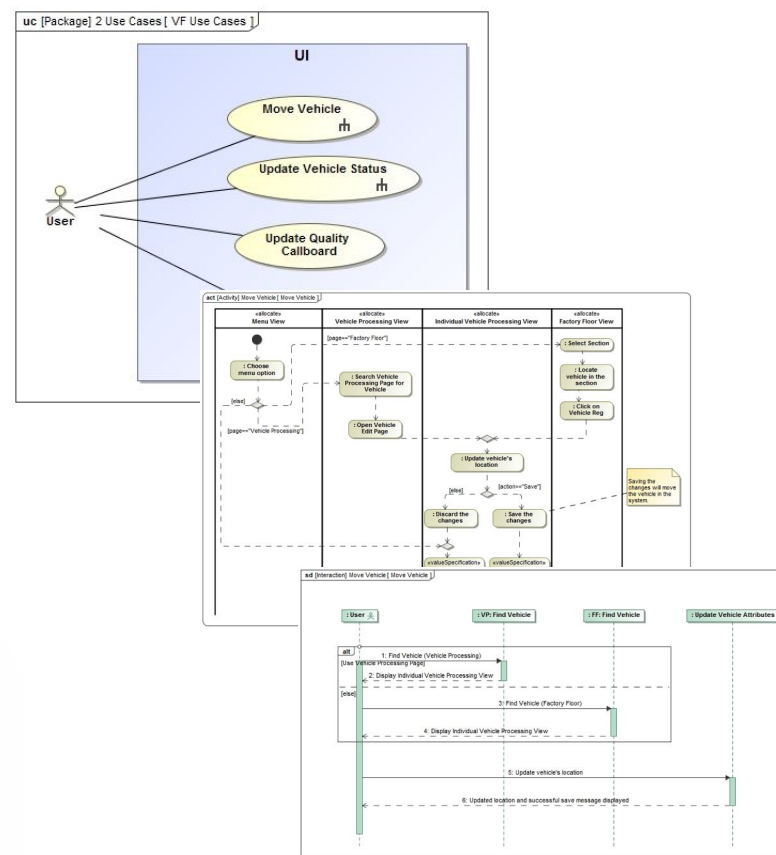 uc [Package] 2 Use Cases [ VF Use Cases ]
UI
Move Vehicle
Update Vehicle Status
User
Update Quality
Callboard
act [Activity] Move Vehicle [ Move Vehicle ]
«allocate»
Menu View
«allocate»
Vehicle Processing View
«allocate»
Individual Vehicle Processing View
«allocate»
Factory Floor View
[page=="Factory Floor"]
: Select Section
: Choose
menu option
: Search Vehicle
Processing Page for
Vehicle
: Locate
vehicle in the
section
[else]
: Click on
Vehicle Reg
[page=="Vehicle Processing"]
: Open Vehicle
Edit Page
: Update vehicle's
location
[else]
[action=="Save"]
Saving the
changes will move
the vehicle in the
system.
: Discard the
changes
: Save the
changes
«valueSpecification»
«valueSpecification»
sd [Interaction] Move Vehicle [ Move Vehicle ]
: User
: VP: Find Vehicle
: FF: Find Vehicle
: Update Vehicle Attributes
alt
1: Find Vehicle (Vehicle Processing)
[Use Vehicle Processing Page]
2: Display Individual Vehicle Processing View
[else]
3: Find Vehicle (Factory Floor)
4: Display Individual Vehicle Processing View
5: Update vehicle's location
6: Updated location and successful save message displayed